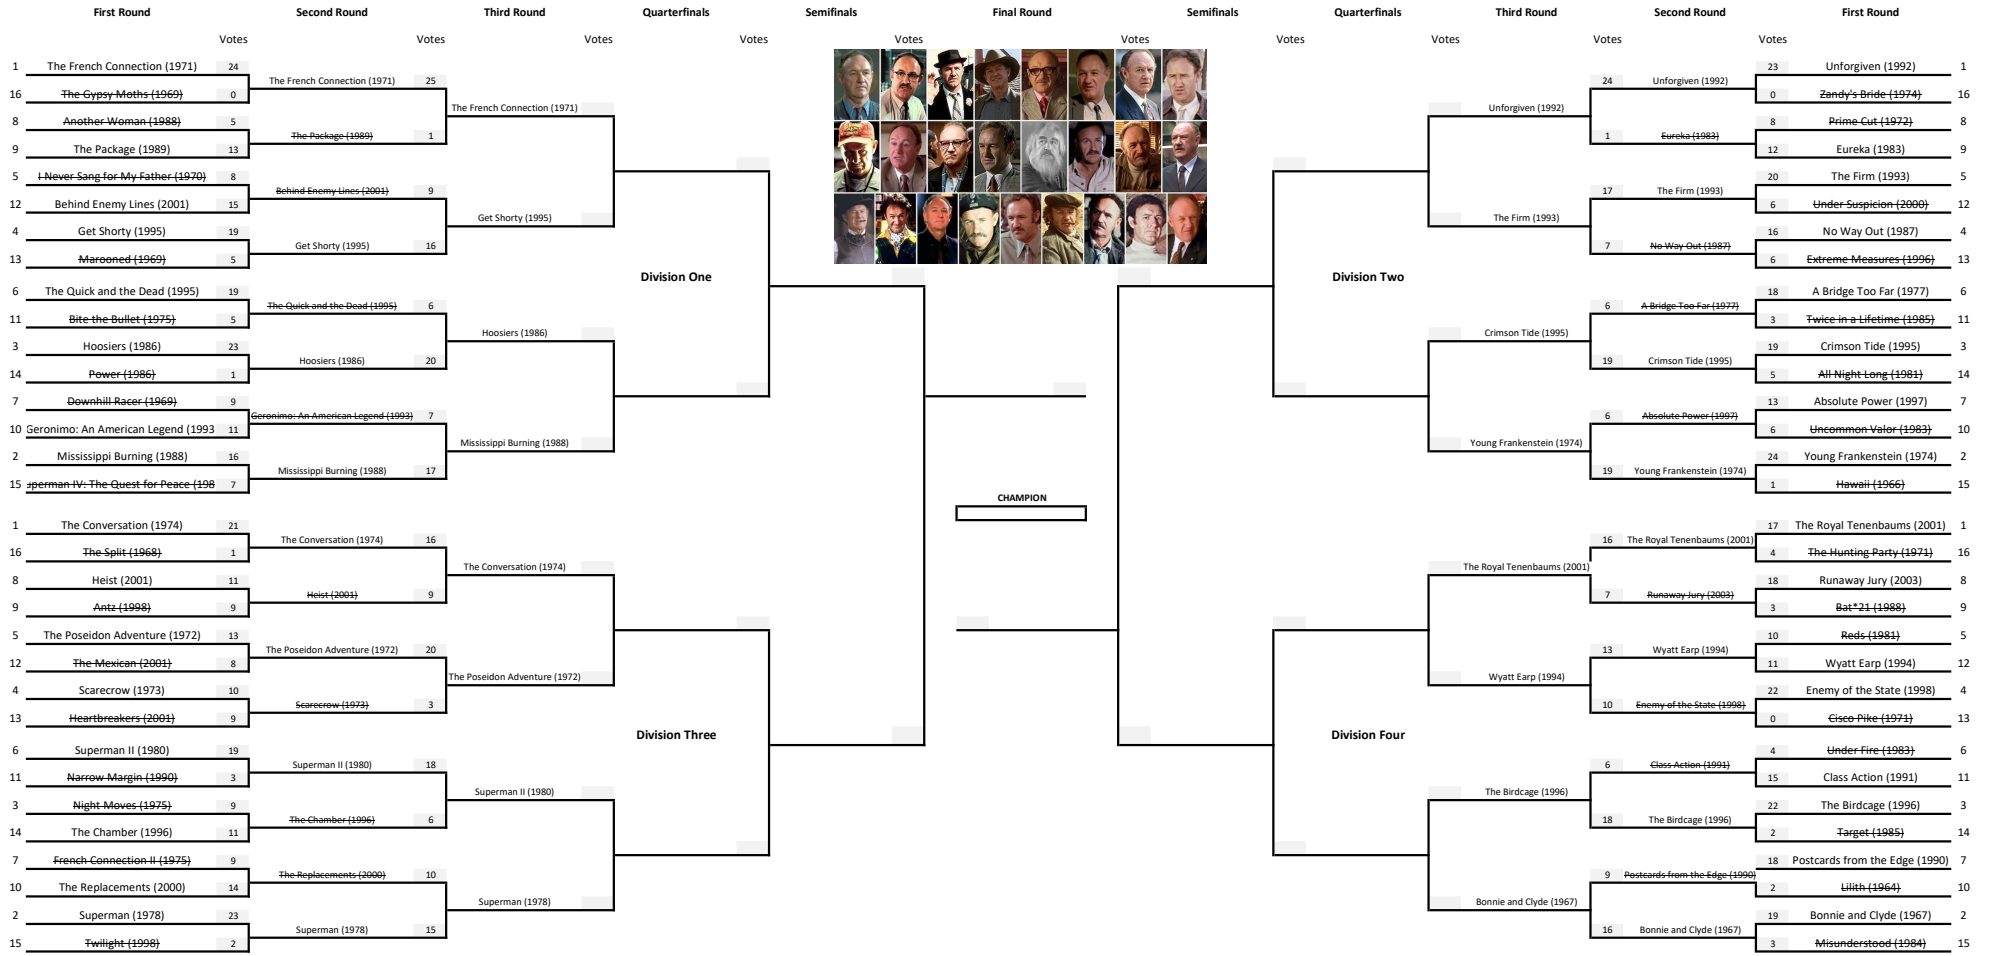 First Round Second Round Third Round Quarterfinals Semifinals Final Round Semifinals Quarterfinals Third Round Second Round First Round
Votes Votes Votes Votes Votes Votes Votes Votes Votes Votes
1 The French Connection (1971) 24
16 The Gypsy Moths (1969) 0
8 Another Woman (1988) 5
9 The Package (1989) 13
5 I Never Sang for My Father (1970) 8
12 Behind Enemy Lines (2001) 15
4 Get Shorty (1995) 19
13 Marooned (1969) 5
6 The Quick and the Dead (1995) 19
11 Bite the Bullet (1975) 5
3 Hoosiers (1986) 23
14 Power (1986) 1
7 Downhill Racer (1969) 9
10 Geronimo: An American Legend (1993 11
2 Mississippi Burning (1988) 16
15 uperman IV: The Quest for Peace (198 7
The French Connection (1971) 25
The Package (1989) 1
Behind Enemy Lines (2001) 9
Get Shorty (1995) 16
The Quick and the Dead (1995) 6
Hoosiers (1986) 20
Geronimo: An American Legend (1993) 7
Mississippi Burning (1988) 17
The French Connection (1971)
Get Shorty (1995)
Hoosiers (1986)
Mississippi Burning (1988)
Division One
1 The Conversation (1974) 21
16 The Split (1968) 1
8 Heist (2001) 11
9 Antz (1998) 9
5 The Poseidon Adventure (1972) 13
12 The Mexican (2001) 8
4 Scarecrow (1973) 10
13 Heartbreakers (2001) 9
6 Superman II (1980) 19
11 Narrow Margin (1990) 3
3 Night Moves (1975) 9
14 The Chamber (1996) 11
7 French Connection II (1975) 9
10 The Replacements (2000) 14
2 Superman (1978) 23
15 Twilight (1998) 2
The Conversation (1974) 16
Heist (2001) 9
The Poseidon Adventure (1972) 20
Scarecrow (1973) 3
Superman II (1980) 18
The Chamber (1996) 6
The Replacements (2000) 10
Superman (1978) 15
The Conversation (1974)
The Poseidon Adventure (1972)
Superman II (1980)
Superman (1978)
Division Three
CHAMPION
Division Two
Unforgiven (1992)
The Firm (1993)
Crimson Tide (1995)
Young Frankenstein (1974)
24 Unforgiven (1992)
1 Eureka (1983)
17 The Firm (1993)
7 No Way Out (1987)
6 A Bridge Too Far (1977)
19 Crimson Tide (1995)
6 Absolute Power (1997)
19 Young Frankenstein (1974)
23 Unforgiven (1992) 1
0 Zandy's Bride (1974) 16
8 Prime Cut (1972) 8
12 Eureka (1983) 9
20 The Firm (1993) 5
6 Under Suspicion (2000) 12
16 No Way Out (1987) 4
6 Extreme Measures (1996) 13
18 A Bridge Too Far (1977) 6
3 Twice in a Lifetime (1985) 11
19 Crimson Tide (1995) 3
5 All Night Long (1981) 14
13 Absolute Power (1997) 7
6 Uncommon Valor (1983) 10
24 Young Frankenstein (1974) 2
1 Hawaii (1966) 15
Division Four
The Royal Tenenbaums (2001)
Wyatt Earp (1994)
The Birdcage (1996)
Bonnie and Clyde (1967)
16 The Royal Tenenbaums (2001)
7 Runaway Jury (2003)
13 Wyatt Earp (1994)
10 Enemy of the State (1998)
6 Class Action (1991)
18 The Birdcage (1996)
9 Postcards from the Edge (1990)
16 Bonnie and Clyde (1967)
17 The Royal Tenenbaums (2001) 1
4 The Hunting Party (1971) 16
18 Runaway Jury (2003) 8
3 Bat*21 (1988) 9
10 Reds (1981) 5
11 Wyatt Earp (1994) 12
22 Enemy of the State (1998) 4
0 Cisco Pike (1971) 13
4 Under Fire (1983) 6
15 Class Action (1991) 11
22 The Birdcage (1996) 3
2 Target (1985) 14
18 Postcards from the Edge (1990) 7
2 Lilith (1964) 10
19 Bonnie and Clyde (1967) 2
3 Misunderstood (1984) 15